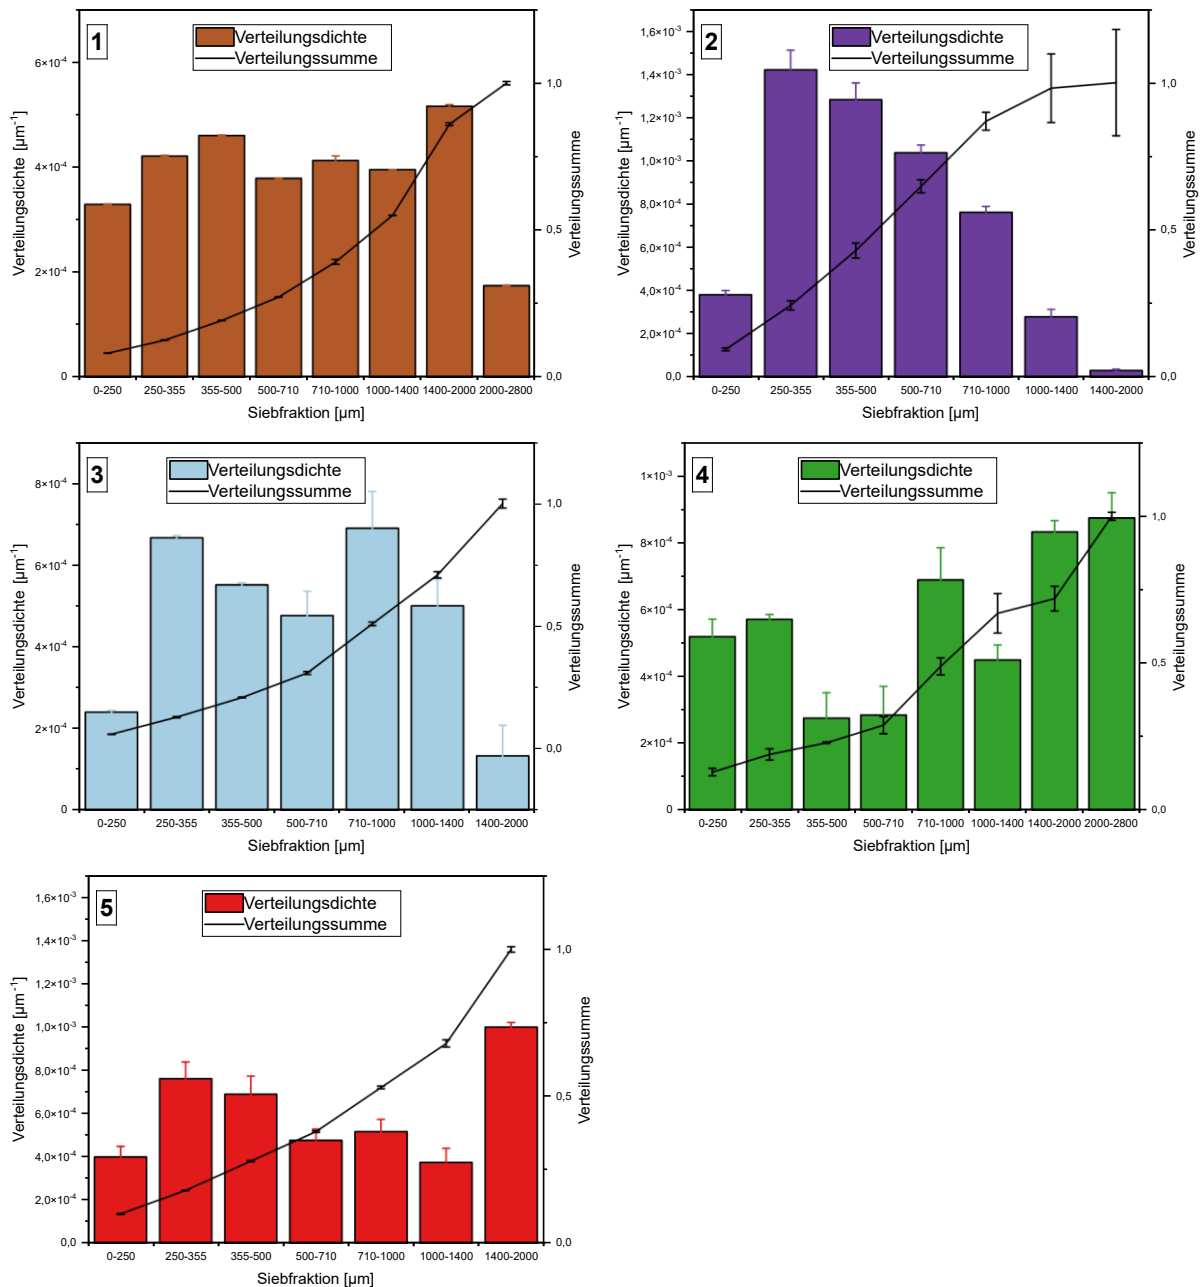 1
Verteilungsdichte
Verteilungssumme
6×10⁻⁴
4×10⁻⁴
2×10⁻⁴
0
1,0
0,5
0,0
Verteilungsdichte [µm⁻¹]
Verteilungssumme
0-250 250-355 355-500 500-710 710-1000 1000-1400 1400-2000 2000-2800
Siebfraktion [µm]
2
Verteilungsdichte
Verteilungssumme
1,6×10⁻³
1,4×10⁻³
1,2×10⁻³
1,0×10⁻³
8,0×10⁻⁴
6,0×10⁻⁴
4,0×10⁻⁴
2,0×10⁻⁴
0,0
1,0
0,5
0,0
Verteilungsdichte [µm⁻¹]
Verteilungssumme
0-250 250-355 355-500 500-710 710-1000 1000-1400 1400-2000
Siebfraktion [µm]
3
Verteilungsdichte
Verteilungssumme
8×10⁻⁴
6×10⁻⁴
4×10⁻⁴
2×10⁻⁴
0
1,0
0,5
0,0
Verteilungsdichte [µm⁻¹]
Verteilungssumme
0-250 250-355 355-500 500-710 710-1000 1000-1400 1400-2000
Siebfraktion [µm]
4
Verteilungsdichte
Verteilungssumme
1×10⁻³
8×10⁻⁴
6×10⁻⁴
4×10⁻⁴
2×10⁻⁴
0
1,0
0,5
0,0
Verteilungsdichte [µm⁻¹]
Verteilungssumme
0-250 250-355 355-500 500-710 710-1000 1000-1400 1400-2000 2000-2800
Siebfraktion [µm]
5
Verteilungsdichte
Verteilungssumme
1,6×10⁻³
1,4×10⁻³
1,2×10⁻³
1,0×10⁻³
8,0×10⁻⁴
6,0×10⁻⁴
4,0×10⁻⁴
2,0×10⁻⁴
0,0
1,0
0,5
0,0
Verteilungsdichte [µm⁻¹]
Verteilungssumme
0-250 250-355 355-500 500-710 710-1000 1000-1400 1400-2000
Siebfraktion [µm]